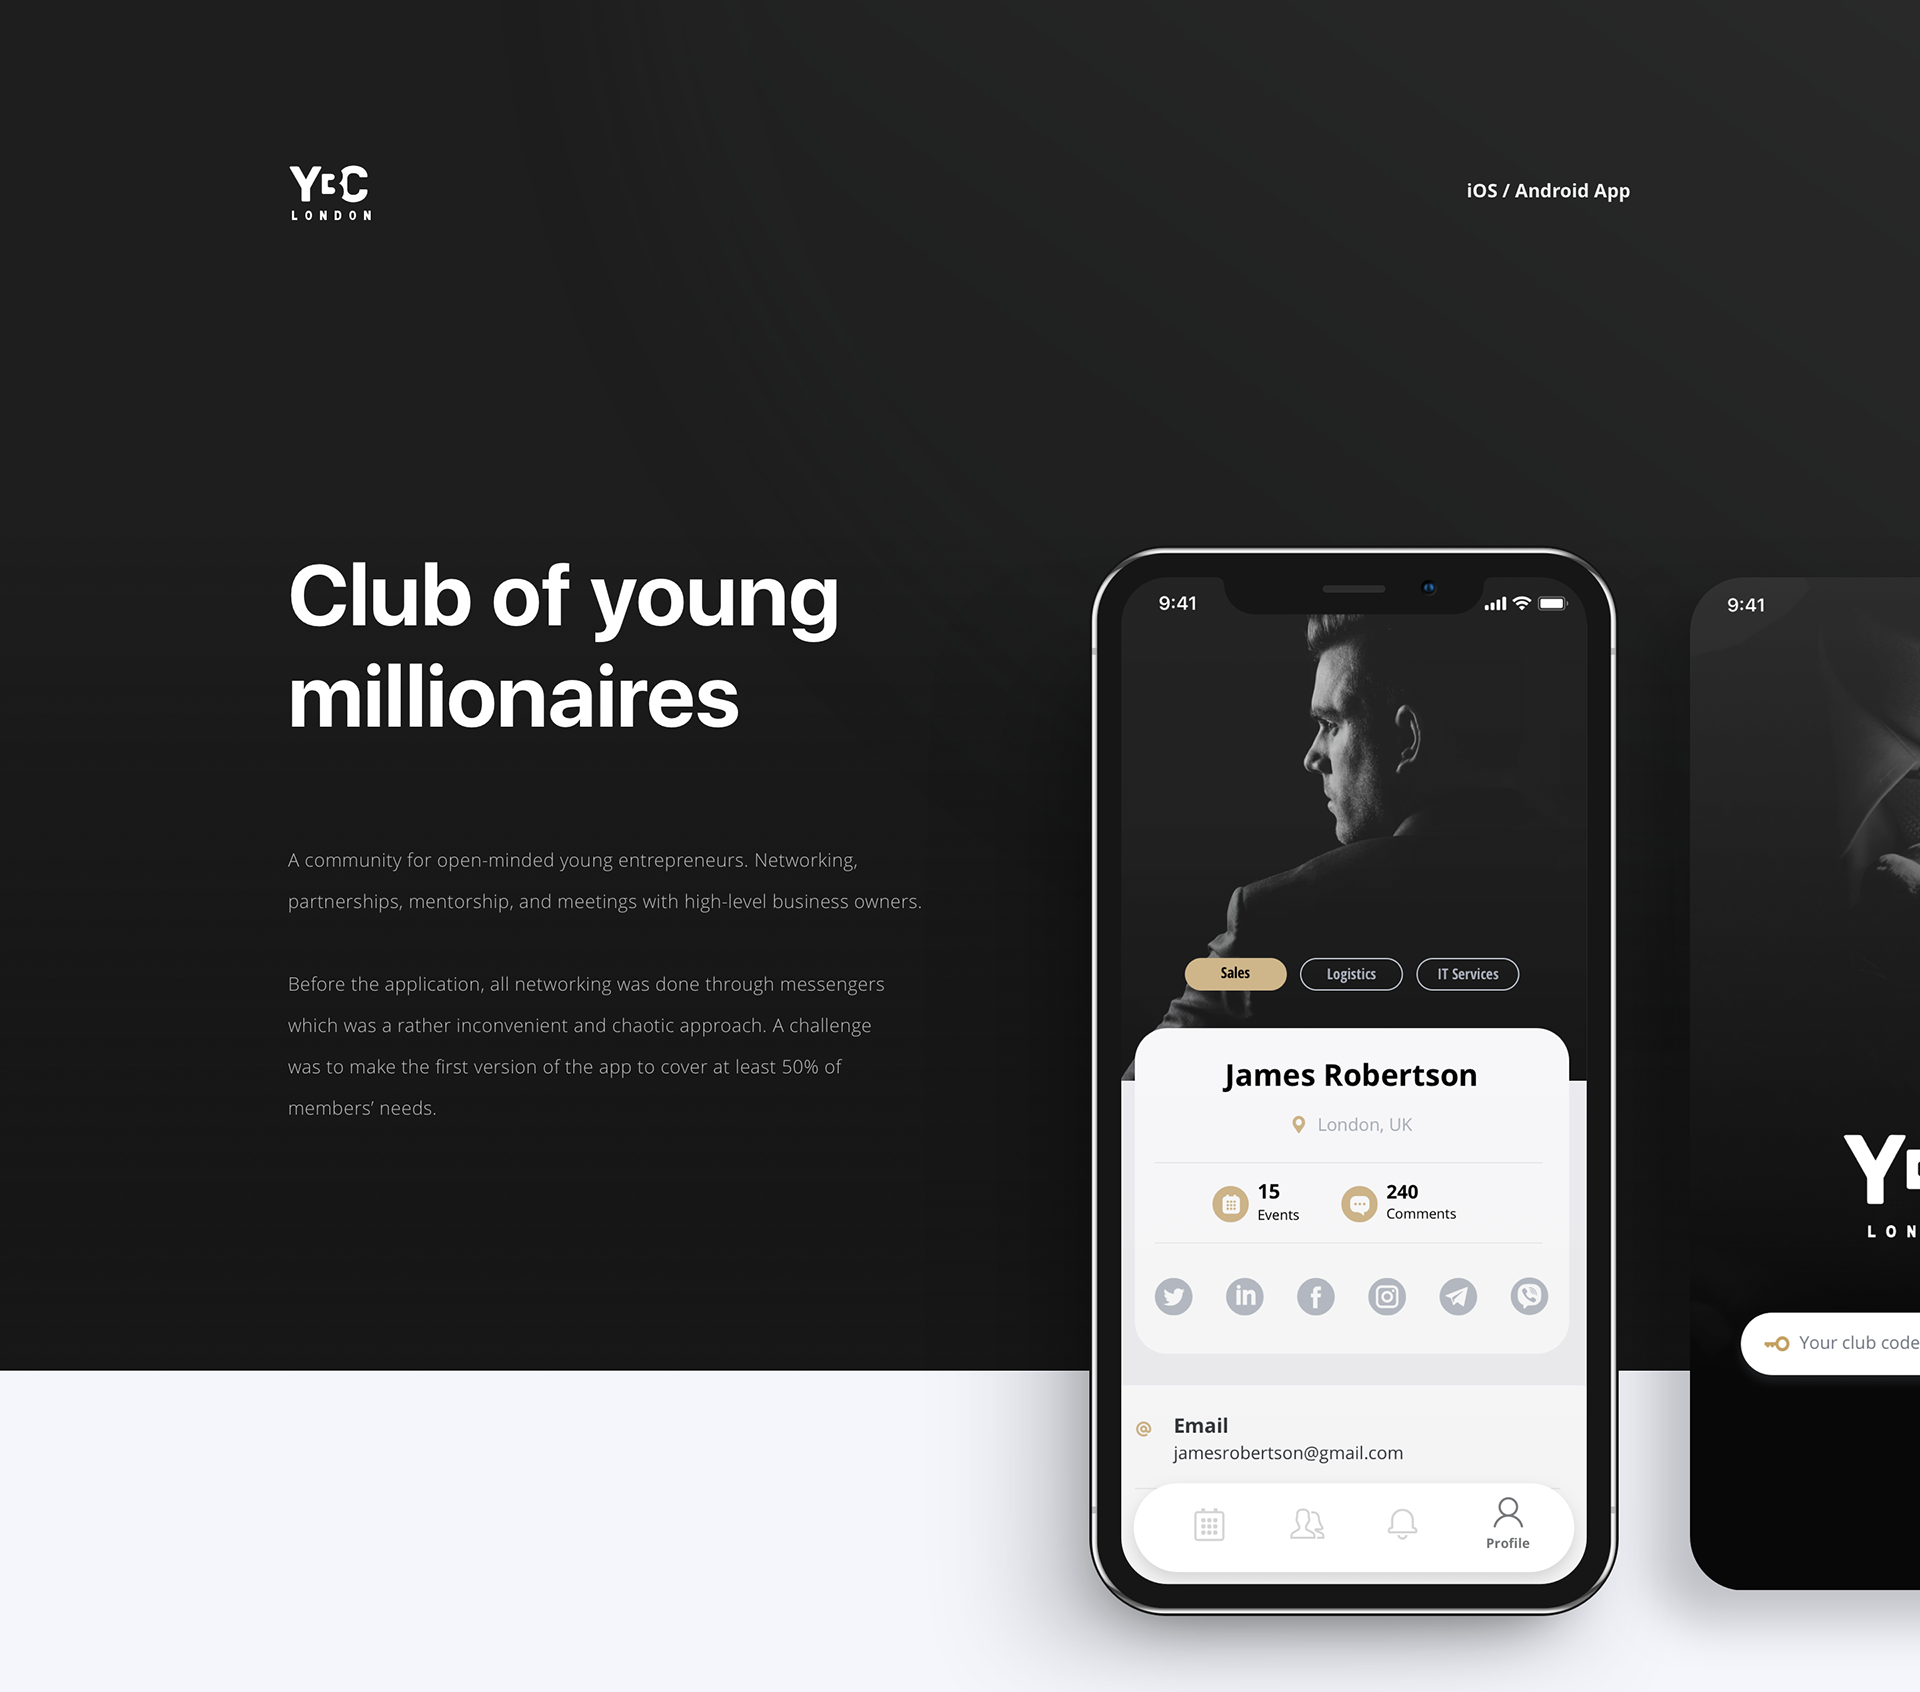 YBC
LONDON
iOS / Android App
Club of young
millionaires
A community for open-minded young entrepreneurs. Networking,
partnerships, mentorship, and meetings with high-level business owners.
Before the application, all networking was done through messengers
which was a rather inconvenient and chaotic approach. A challenge
was to make the first version of the app to cover at least 50% of
members’ needs.
9:41
Sales
Logistics
IT Services
James Robertson
London, UK
15
Events
240
Comments
in
f
@
Email
jamesrobertson@gmail.com
Profile
9:41
Y
LON
Your club code